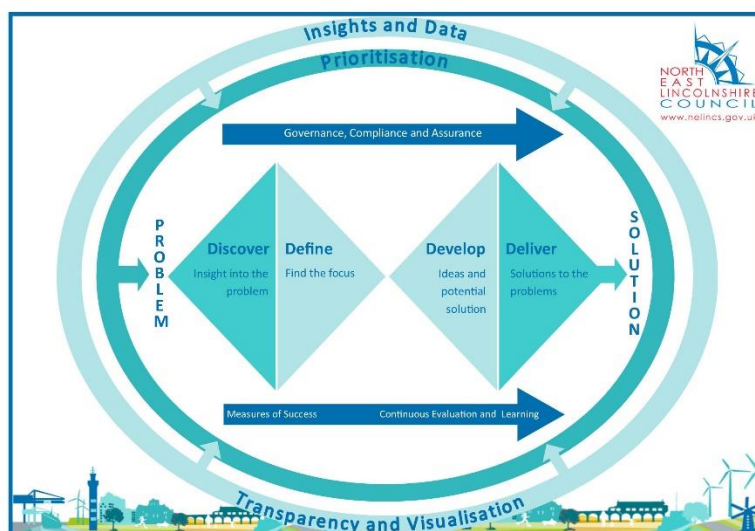 Insights and Data
Prioritisation
NORTH
EAST
LINCOLNSHIRE
COUNCIL
www.nelincs.gov.uk
Governance, Compliance and Assurance
PROBLEM
Discover
Insight into the
problem
Define
Find the focus
Develop
Ideas and
potential
solution
Deliver
Solutions to the
problems
SOLUTION
Measures of Success
Continuous Evaluation and Learning
Transparency and Visualisation